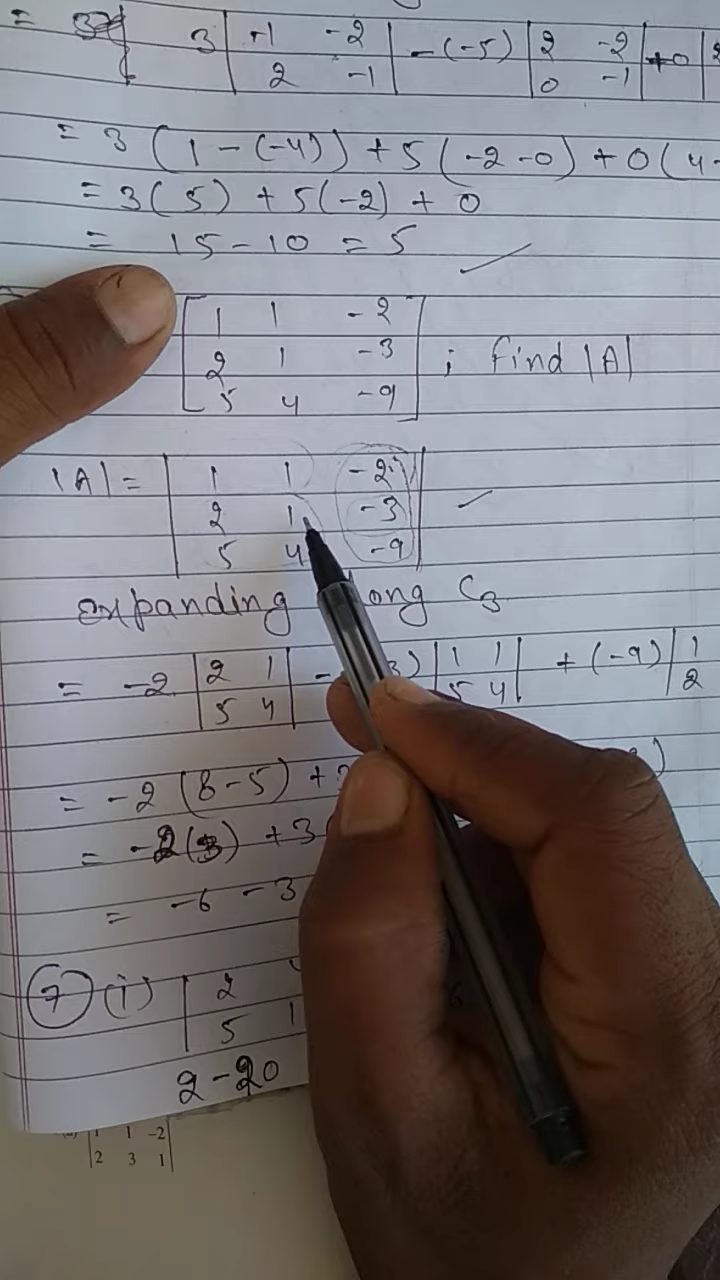 = 3 | -1 -2 | - (-5) | 2 -2 | + 0 |
2 -1 0 -1
= 3 (1 - (-4)) + 5 (-2 - 0) + 0 (4 -
= 3 (5) + 5 (-2) + 0
= 15 - 10 = 5 ✓
[ 1 1 -2
2 1 -3 ; find |A|
5 4 -9 ]
|A| = | 1 1 -2 |
2 1 -3 ✓
5 4 -9
expanding C3
= -2 | 2 1 | - 3) | 1 1 | + (-9) | 1
5 4 5 4 2
= -2 (8 - 5) + )
= -2 (3) + 3 (
= -6 - 3
7 (i) | 2
5 1
2 - 20
1 -2
2 3 1